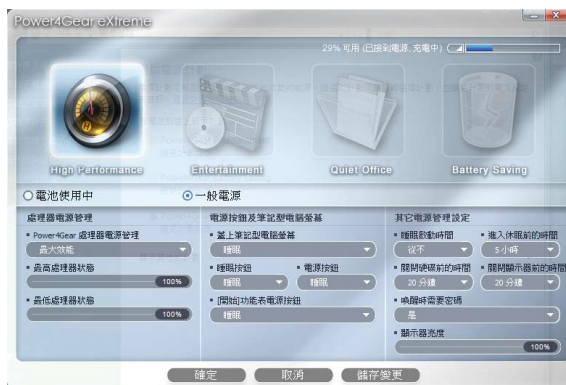 Power4Gear eXtreme
29% 可用 (已接到電源, 充電中)
High Performance
Entertainment
Quiet Office
Battery Saving
電池使用中
一般電源
處理器電源管理
Power4Gear 處理器電源管理
最大效能
最高處理器狀態
100%
最低處理器狀態
100%
電源按鈕及筆記型電腦螢幕
蓋上筆記型電腦螢幕
睡眠
睡眠按鈕
電源按鈕
睡眠
睡眠
[開始]功能表電源按鈕
睡眠
其它電源管理設定
睡眠啟動時間
進入休眠前的時間
從不
5 小時
關閉硬碟前的時間
關閉顯示器前的時間
20 分鐘
20 分鐘
喚醒時需要密碼
是
顯示器亮度
100%
確定
取消
儲存變更